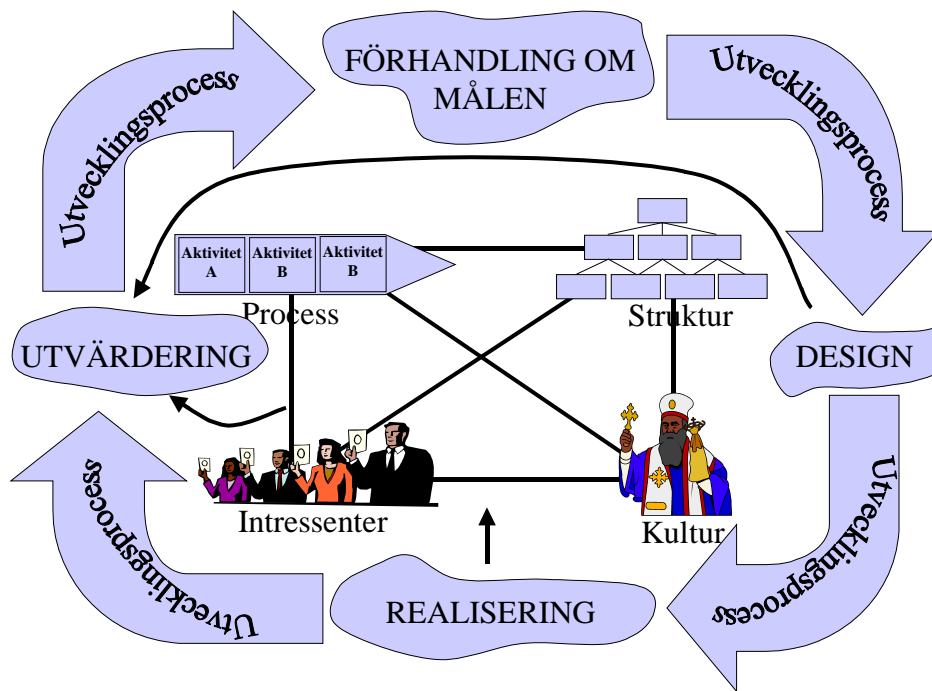 FÖRHANDLING OM
MÅLEN
Utvecklingsprocess
Utvecklingsprocess
Aktivitet
A
Aktivitet
B
Aktivitet
B
Process
Struktur
UTVÄRDERING
DESIGN
Intressenter
Kultur
Utvecklingsprocess
Utvecklingsprocess
REALISERING